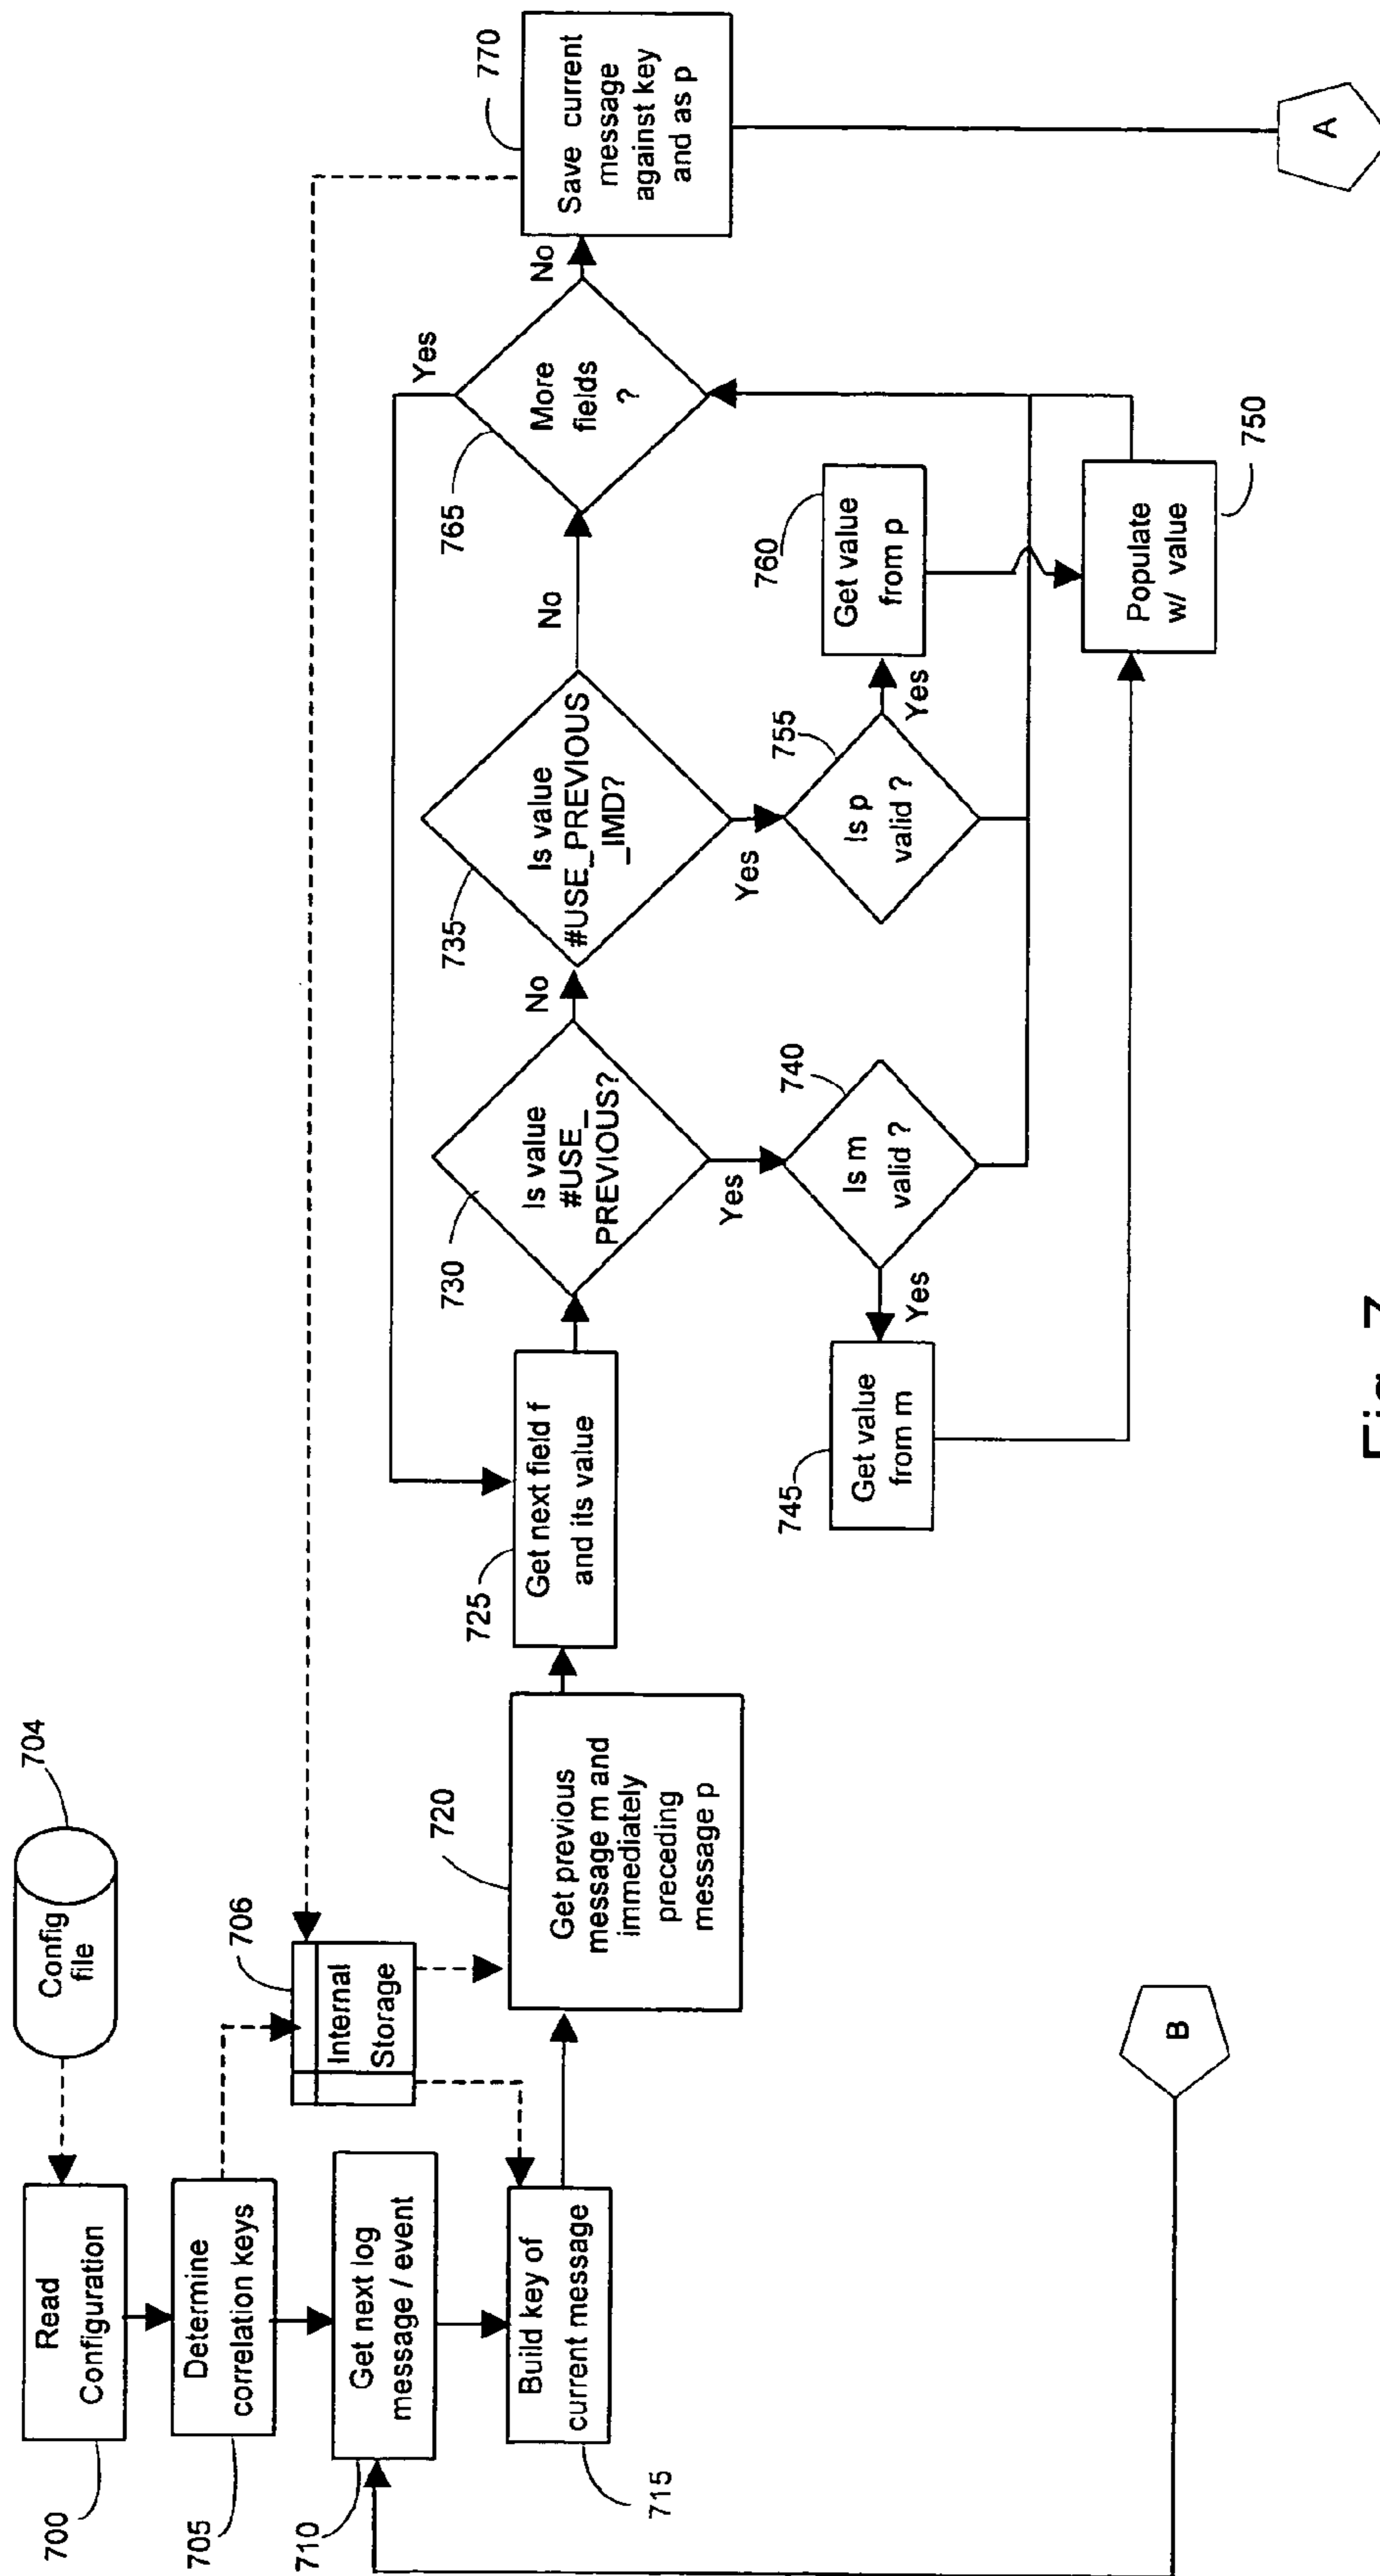 700
Read
Configuration
Config
file
704
705
Determine
correlation keys
706
Internal
Storage
710
Get next log
message / event
715
Build key of
current message
720
Get previous
message m and
immediately
preceding
message p
725
Get next field f
and its value
730
Is value
#USE_
PREVIOUS?
No
Yes
735
Is value
#USE_PREVIOUS
_IMD?
No
Yes
740
Is m
valid ?
Yes
745
Get value
from m
755
Is p
valid ?
Yes
760
Get value
from p
750
Populate
w/ value
765
More
fields
?
Yes
No
770
Save current
message
against key
and as p
A
B
Fig. 7